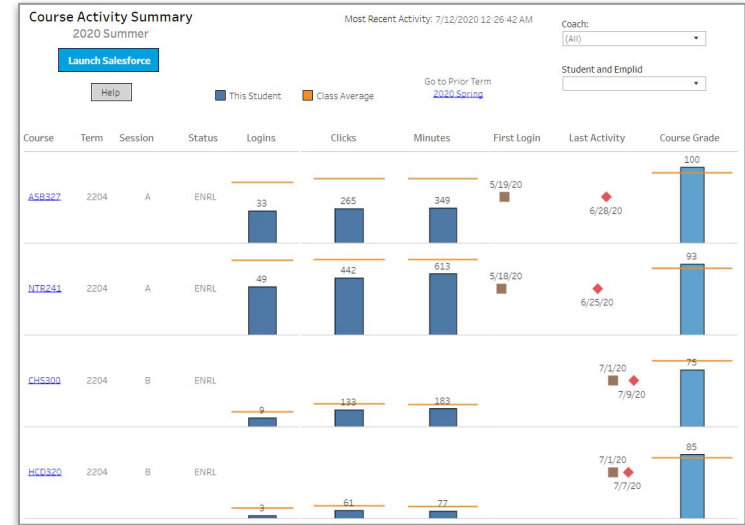 Course Activity Summary
2020 Summer
Most Recent Activity: 7/12/2020 12:26:42 AM
Coach:
(All)
Launch Salesforce
Student and Emplid
Help
This Student
Class Average
Go to Prior Term
2020 Spring
Course Term Session Status Logins Clicks Minutes First Login Last Activity Course Grade
ASB327 2204 A ENRL 33 265 349 5/19/20 6/28/20 100
NTR241 2204 A ENRL 49 442 613 5/18/20 6/25/20 93
CHS300 2204 B ENRL 9 133 183 7/1/20 7/9/20 75
HCD320 2204 B ENRL 3 61 77 7/1/20 7/7/20 85